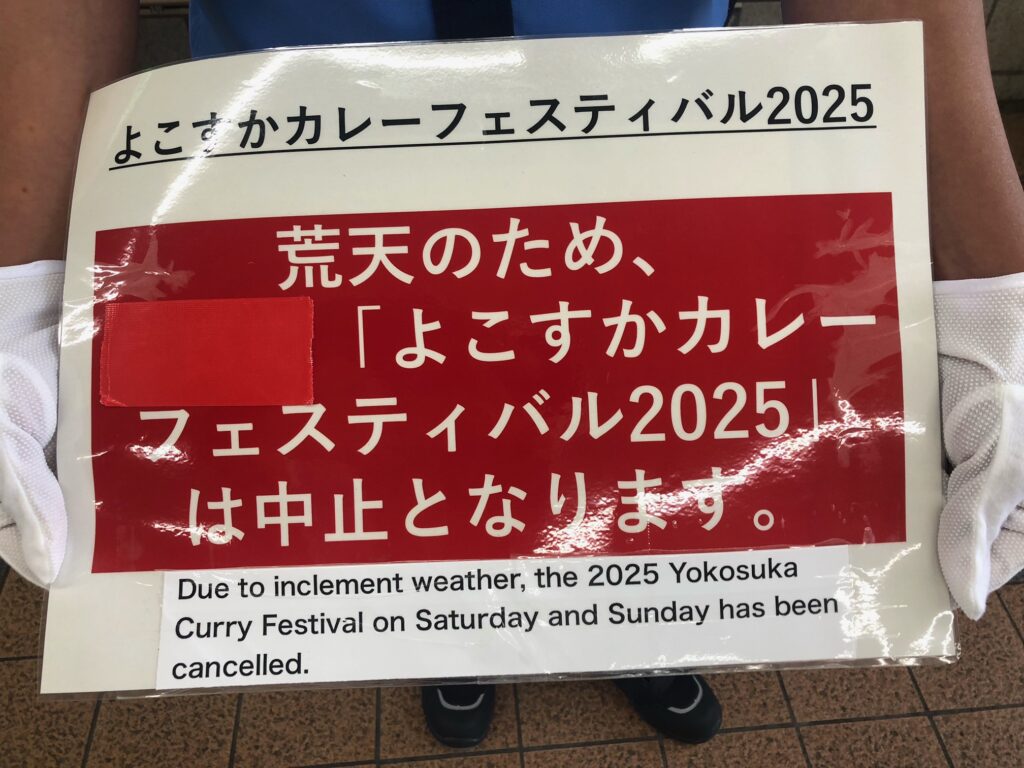 よこすかカレーフェスティバル2025
荒天のため、
「よこすかカレー
フェスティバル2025」
は中止となります。
Due to inclement weather, the 2025 Yokosuka
Curry Festival on Saturday and Sunday has been
cancelled.